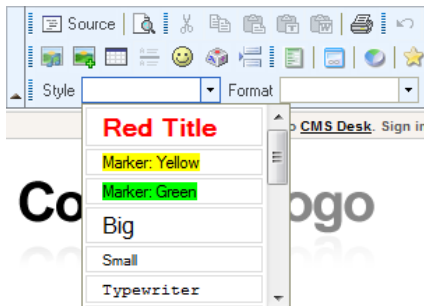 Source
Style Format
CMS Desk. Sign in
Red Title
Marker: Yellow
Marker: Green
Big
Small
Typewriter
Co ogo